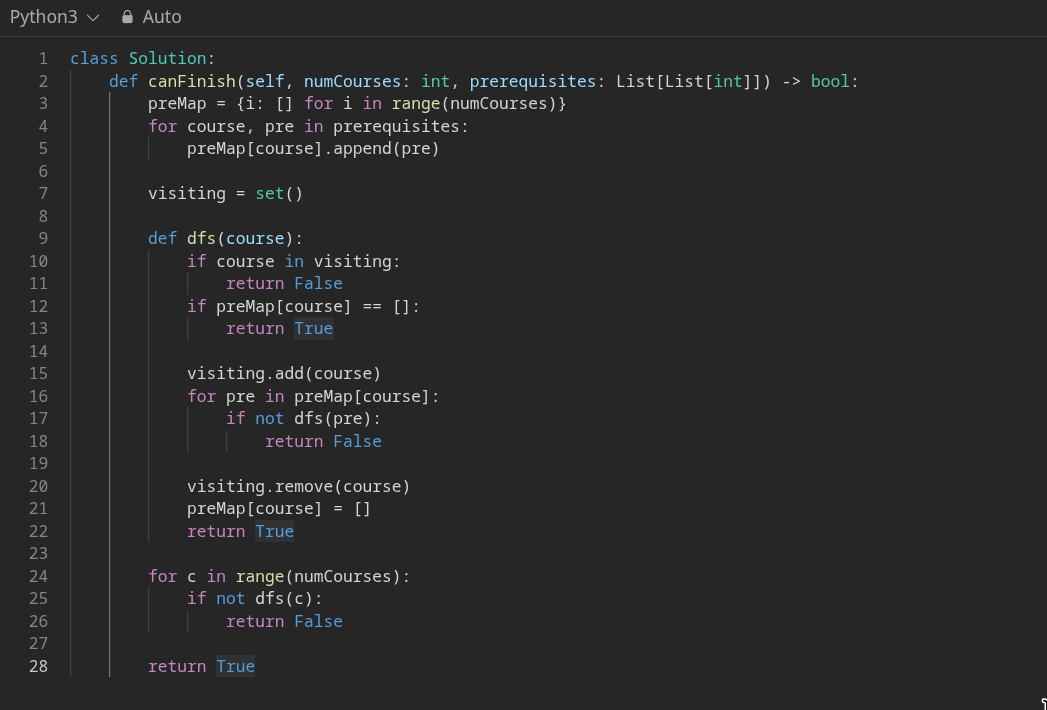 Python3 Auto
1 class Solution:
2     def canFinish(self, numCourses: int, prerequisites: List[List[int]]) -> bool:
3         preMap = {i: [] for i in range(numCourses)}
4         for course, pre in prerequisites:
5             preMap[course].append(pre)
6
7         visiting = set()
8
9         def dfs(course):
10             if course in visiting:
11                 return False
12             if preMap[course] == []:
13                 return True
14
15             visiting.add(course)
16             for pre in preMap[course]:
17                 if not dfs(pre):
18                     return False
19
20             visiting.remove(course)
21             preMap[course] = []
22             return True
23
24         for c in range(numCourses):
25             if not dfs(c):
26                 return False
27
28         return True